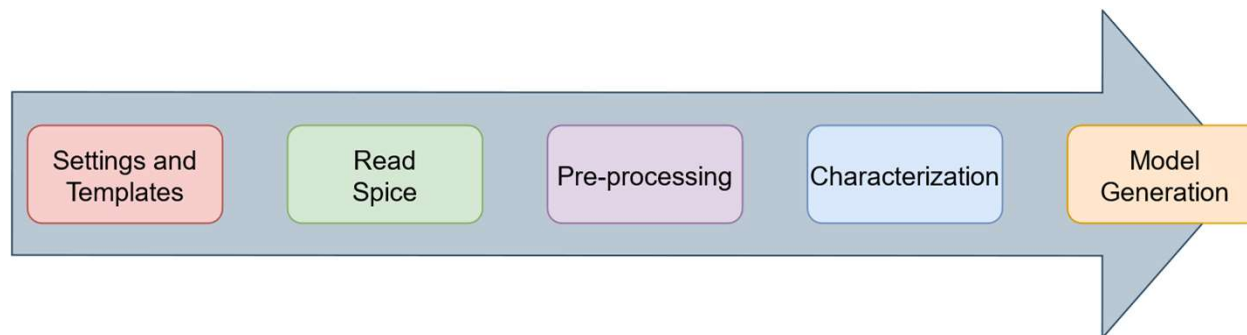 Settings and
Templates
Read
Spice
Pre-processing
Characterization
Model
Generation